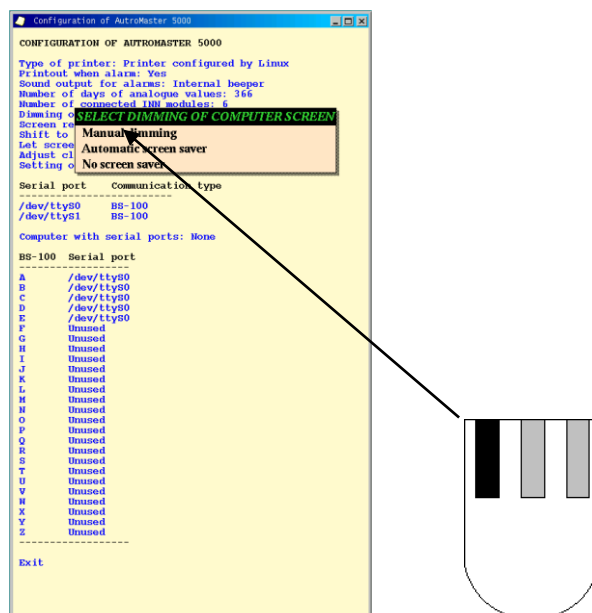 Configuration of AutroMaster 5000
CONFIGURATION OF AUTROMASTER 5000
Type of printer: Printer configured by Linux
Printout when alarm: Yes
Sound output for alarms: Internal beeper
Number of days of analogue values: 366
Number of connected INN modules: 6
Dimming o
SELECT DIMMING OF COMPUTER SCREEN
Screen re
Manual dimming
Shift to
Let scree
Automatic screen saver
Adjust cl
No screen saver
Setting o
Serial port Communication type
-------------------------
/dev/ttyS0 BS-100
/dev/ttyS1 BS-100
Computer with serial ports: None
BS-100 Serial port
------------------
A /dev/ttyS0
B /dev/ttyS0
C /dev/ttyS0
D /dev/ttyS0
E /dev/ttyS0
F Unused
G Unused
H Unused
I Unused
J Unused
K Unused
L Unused
M Unused
N Unused
O Unused
P Unused
Q Unused
R Unused
S Unused
T Unused
U Unused
V Unused
W Unused
X Unused
Y Unused
Z Unused
------------------
Exit